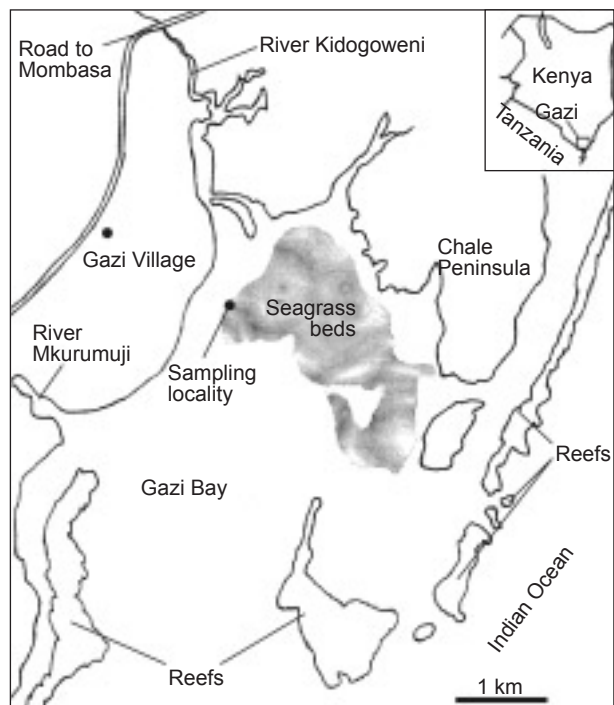 Road to
Mombasa
River Kidogoweni
Kenya
Gazi
Tanzania
Gazi Village
Chale
Peninsula
Seagrass
beds
River
Mkurumuji
Sampling
locality
Reefs
Gazi Bay
Indian Ocean
Reefs
1 km